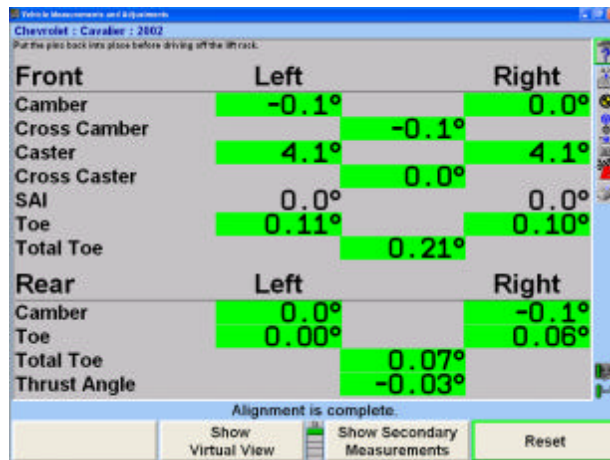 Vehicle Measurements and Adjustments
Chevrolet : Cavalier : 2002
Put the pins back into place before driving off the lift rack.
Front Left Right
Camber -0.1° 0.0°
Cross Camber -0.1°
Caster 4.1° 4.1°
Cross Caster 0.0°
SAI 0.0° 0.0°
Toe 0.11° 0.10°
Total Toe 0.21°
Rear Left Right
Camber 0.0° -0.1°
Toe 0.00° 0.06°
Total Toe 0.07°
Thrust Angle -0.03°
Alignment is complete.
Show Virtual View
Show Secondary Measurements
Reset